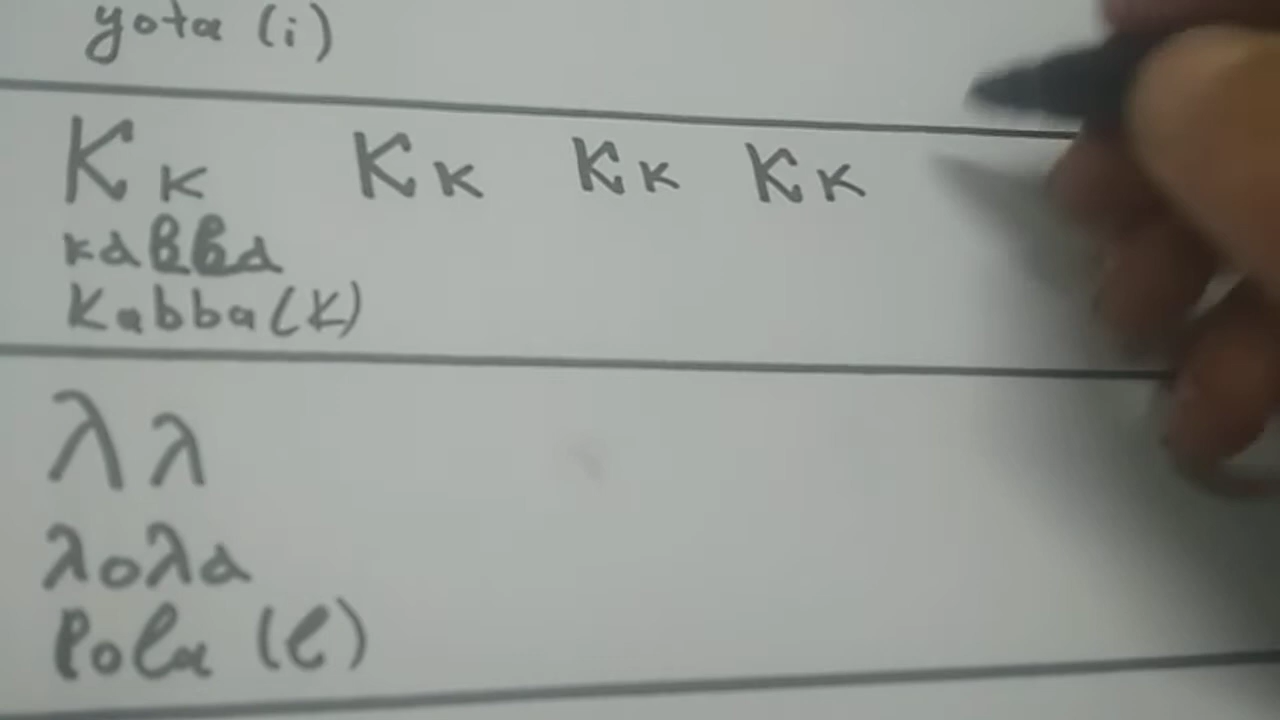 yota (i)
Κ κ Κ κ Κ κ Κ κ
καββα
Kabba (K)
λ λ
λολα
lola (l)